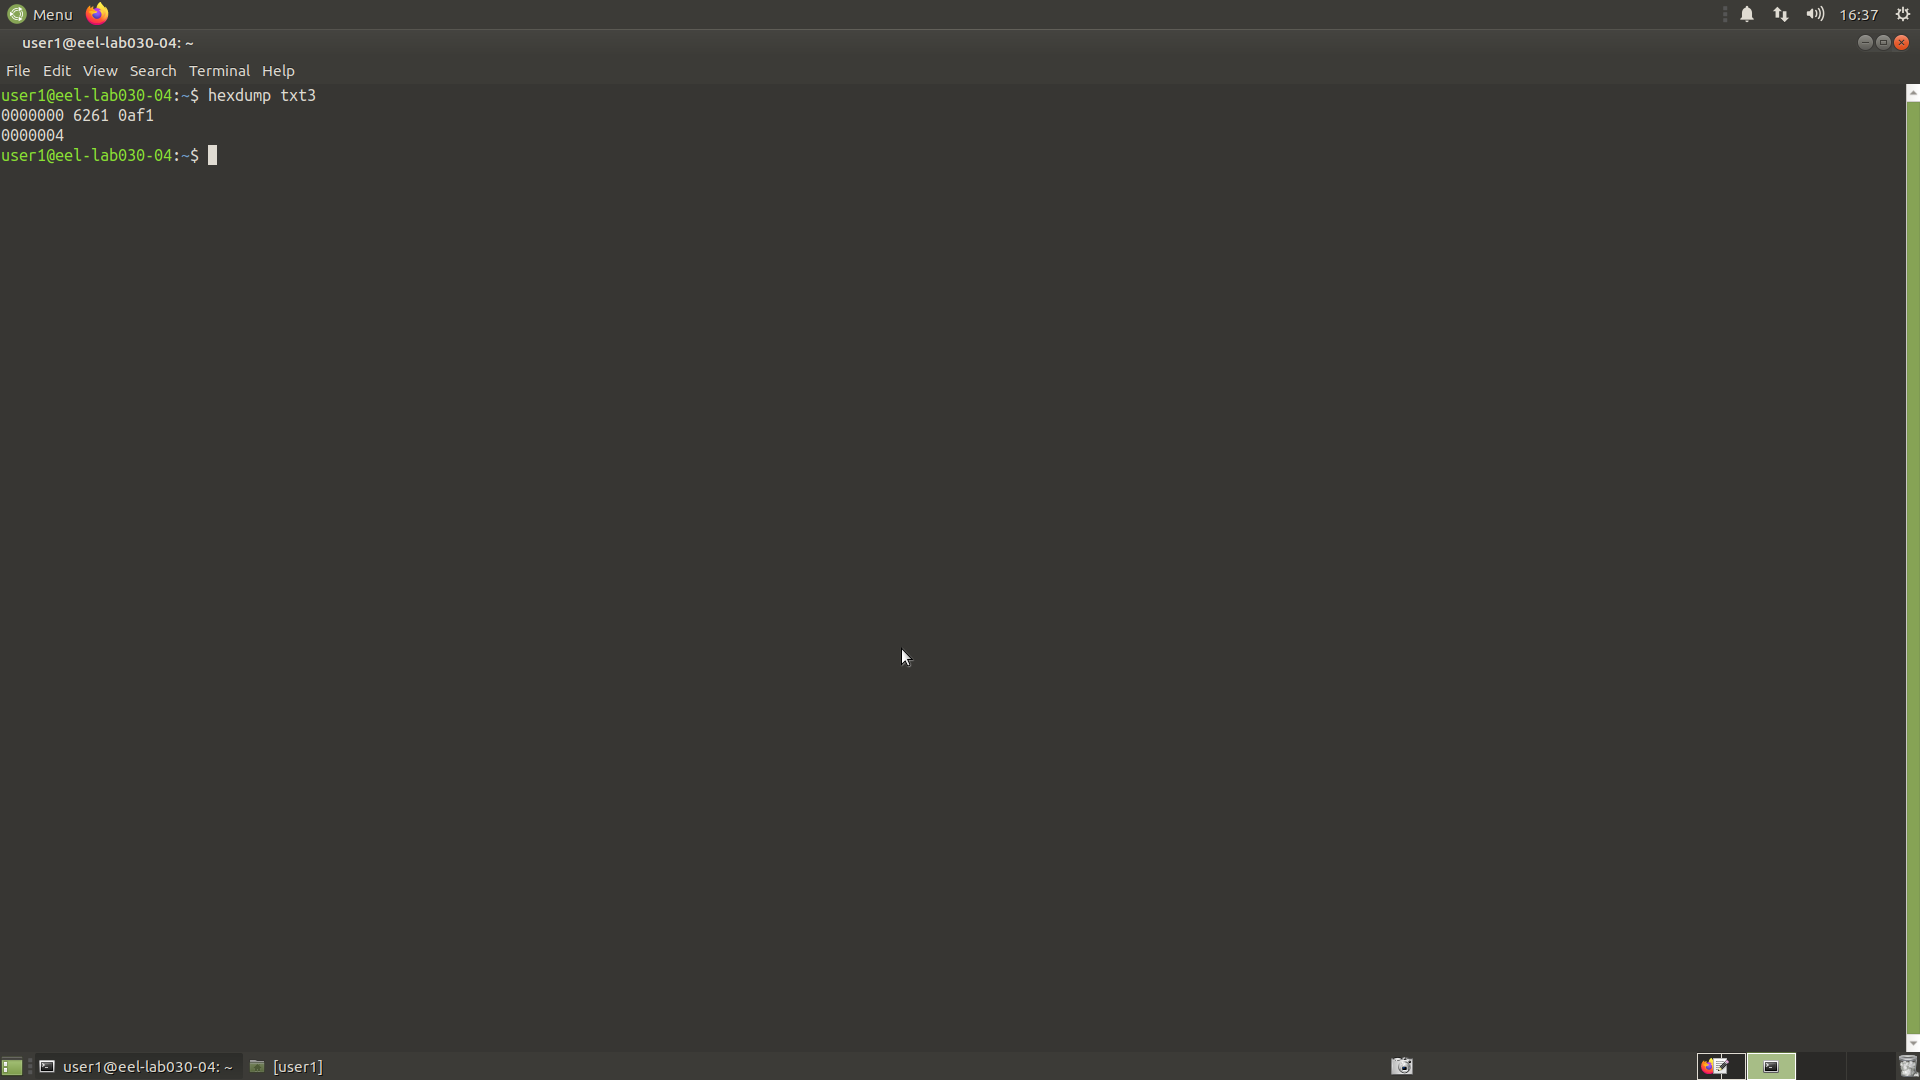 Menu
16:37
user1@eel-lab030-04: ~
File Edit View Search Terminal Help
user1@eel-lab030-04:~$ hexdump txt3
0000000 6261 0af1
0000004
user1@eel-lab030-04:~$
user1@eel-lab030-04: ~
[user1]